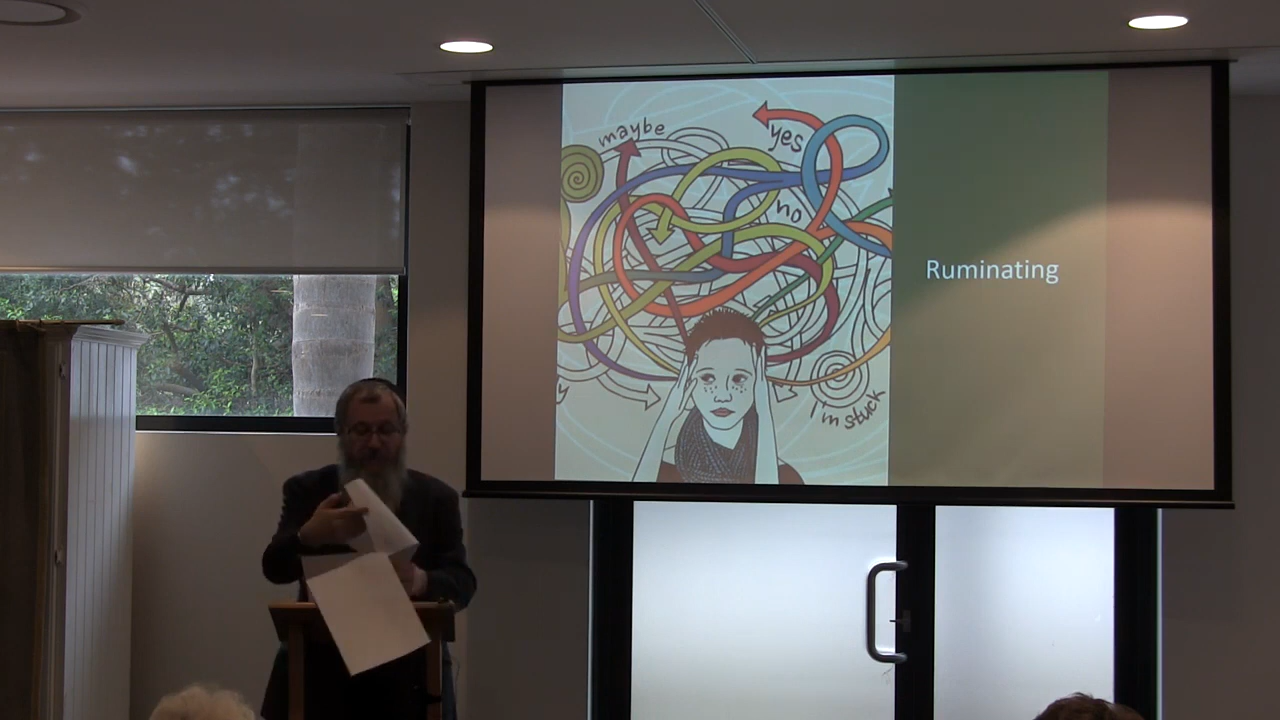 maybe
yes
no
Ruminating
y
I'm stuck